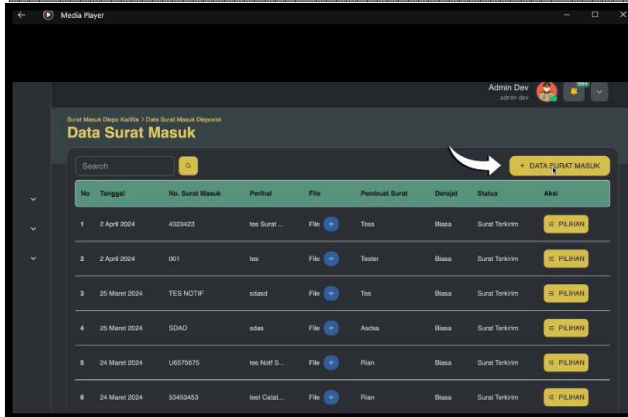 Media Player
Admin Dev
admin dev
Surat Masuk Dispo Ka/Wa > Data Surat Masuk Disposisi
Data Surat Masuk
Search
+ DATA SURAT MASUK
No Tanggal No. Surat Masuk Perihal File Pembuat Surat Derajat Status Aksi
1 2 April 2024 4323423 tes Surat ... File Tess Biasa Surat Terkirim PILIHAN
2 2 April 2024 001 tes File Tester Biasa Surat Terkirim PILIHAN
3 25 Maret 2024 TES NOTIF sdasd File Tes Biasa Surat Terkirim PILIHAN
4 25 Maret 2024 SDAD sdas File Asdsa Biasa Surat Terkirim PILIHAN
5 24 Maret 2024 U6575675 tes Notf S... File Rian Biasa Surat Terkirim PILIHAN
6 24 Maret 2024 53453453 test Catat... File Rian Biasa Surat Terkirim PILIHAN